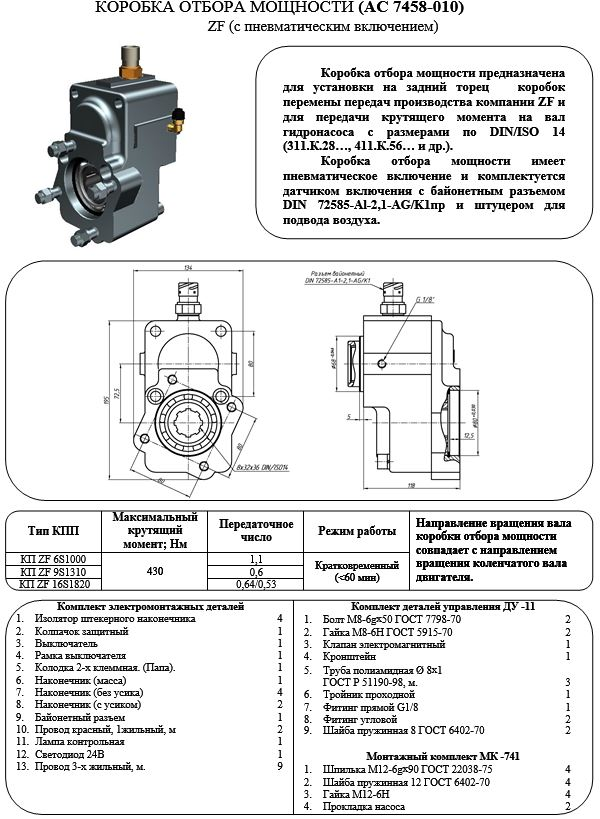 КОРОБКА ОТБОРА МОЩНОСТИ (АС 7458-010)
ZF (с пневматическим включением)
Коробка отбора мощности предназначена
для установки на задний торец коробок
перемены передач производства компании ZF и
для передачи крутящего момента на вал
гидронасоса с размерами по DIN/ISO 14
(311.К.28…, 411.К.56… и др.).
Коробка отбора мощности имеет
пневматическое включение и комплектуется
датчиком включения с байонетным разъемом
DIN 72585-Al-2,1-AG/K1пр и штуцером для
подвода воздуха.
134
195
72,5
80
80
80
8x32x36 DIN/ISO14
Разъем байонетный
DIN 72585-A1-2,1-AG/K1
G 1/8'
5
12,5
118
Тип КПП
Максимальный крутящий момент; Нм
Передаточное число
Режим работы
КП ZF 6S1000
1,1
КП ZF 9S1310
430
0,6
КП ZF 16S1820
0,64/0,53
Кратковременный
(<60 мин)
Направление вращения вала
коробки отбора мощности
совпадает с направлением
вращения коленчатого вала
двигателя.
Комплект электромонтажных деталей
1. Изолятор штекерного наконечника 4
2. Колпачок защитный 1
3. Выключатель 1
4. Рамка выключателя 1
5. Колодка 2-х клеммная. (Папа). 1
6. Наконечник (масса) 1
7. Наконечник (без усика) 4
8. Наконечник (с усиком) 2
9. Байонетный разъем 1
10. Провод красный, 1жильный, м 2
11. Лампа контрольная 1
12. Светодиод 24В 1
13. Провод 3-х жильный, м. 9
Комплект деталей управления ДУ -11
1. Болт М8-6gx50 ГОСТ 7798-70 2
2. Гайка М8-6Н ГОСТ 5915-70 2
3. Клапан электромагнитный 1
4. Кронштейн 1
5. Труба полиамидная Ø 8x1
ГОСТ Р 51190-98, м. 3
6. Тройник проходной 1
7. Фитинг прямой G1/8 1
8. Фитинг угловой 2
9. Шайба пружинная 8 ГОСТ 6402-70 2
Монтажный комплект МК -741
1. Шпилька М12-6gx90 ГОСТ 22038-75 4
2. Шайба пружинная 12 ГОСТ 6402-70 4
3. Гайка М12-6Н 4
4. Прокладка насоса 2